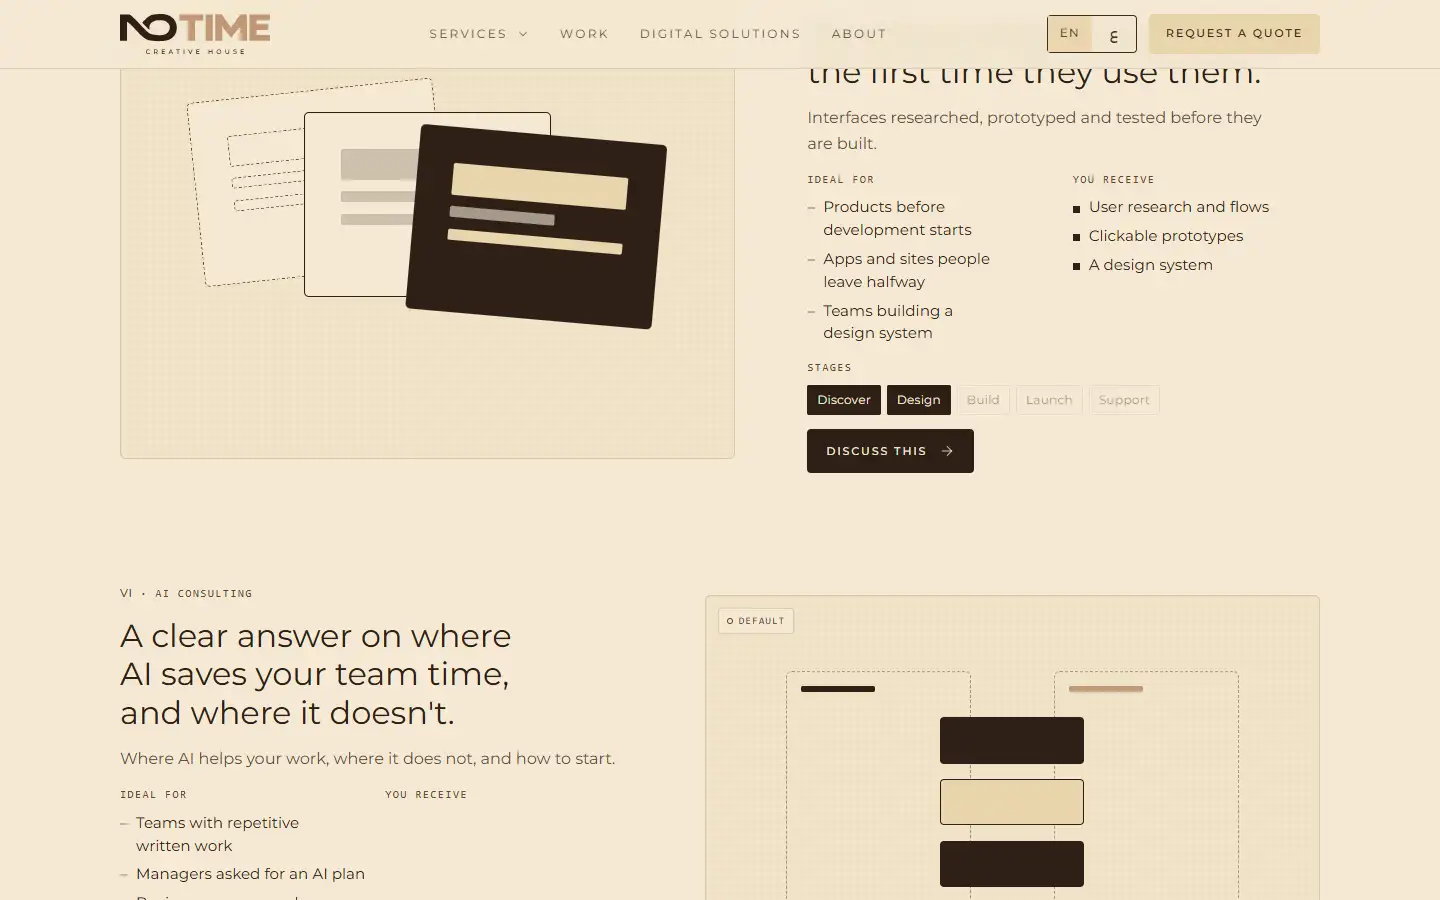 NOTIME
CREATIVE HOUSE
SERVICES
WORK
DIGITAL SOLUTIONS
ABOUT
EN
ع
REQUEST A QUOTE
the first time they use them.
Interfaces researched, prototyped and tested before they
are built.
IDEAL FOR
– Products before
development starts
– Apps and sites people
leave halfway
– Teams building a
design system
YOU RECEIVE
User research and flows
Clickable prototypes
A design system
STAGES
Discover
Design
Build
Launch
Support
DISCUSS THIS →
VI · AI CONSULTING
A clear answer on where
AI saves your team time,
and where it doesn't.
Where AI helps your work, where it does not, and how to start.
IDEAL FOR
– Teams with repetitive
written work
– Managers asked for an AI plan
YOU RECEIVE
DEFAULT